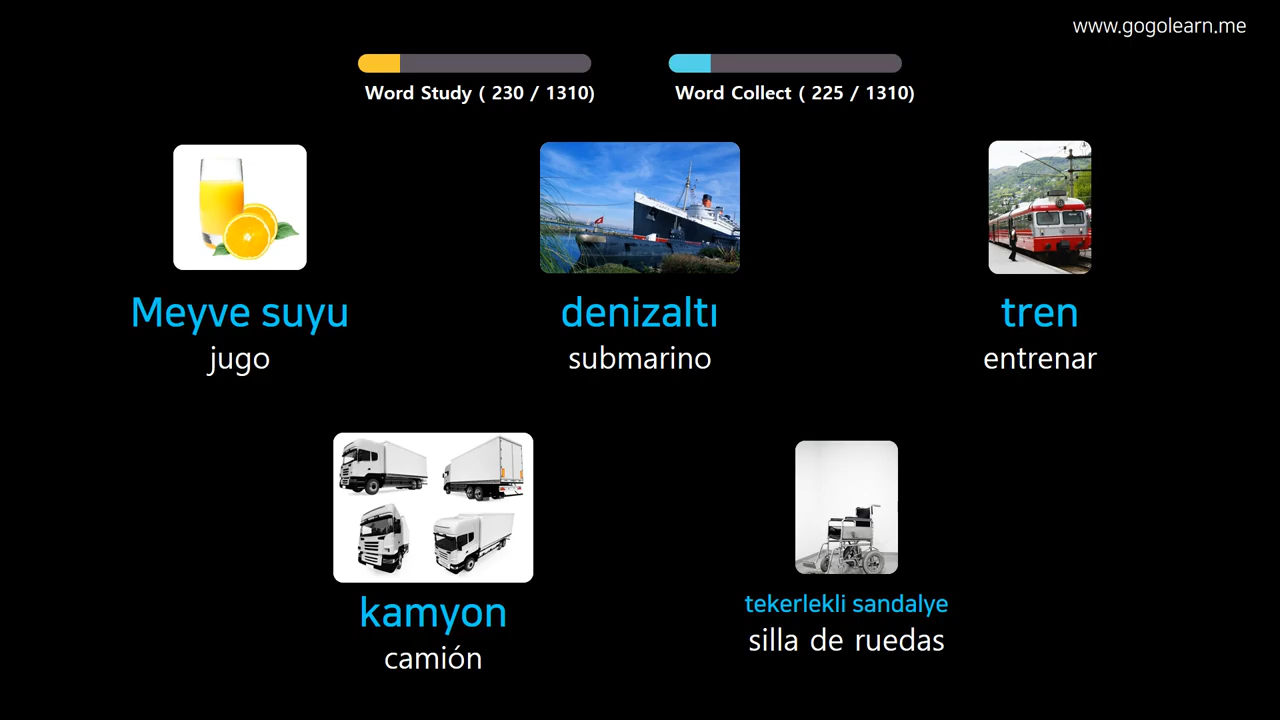 www.gogolearn.me
Word Study ( 230 / 1310)
Word Collect ( 225 / 1310)
Meyve suyu
jugo
denizaltı
submarino
tren
entrenar
kamyon
camión
tekerlekli sandalye
silla de ruedas